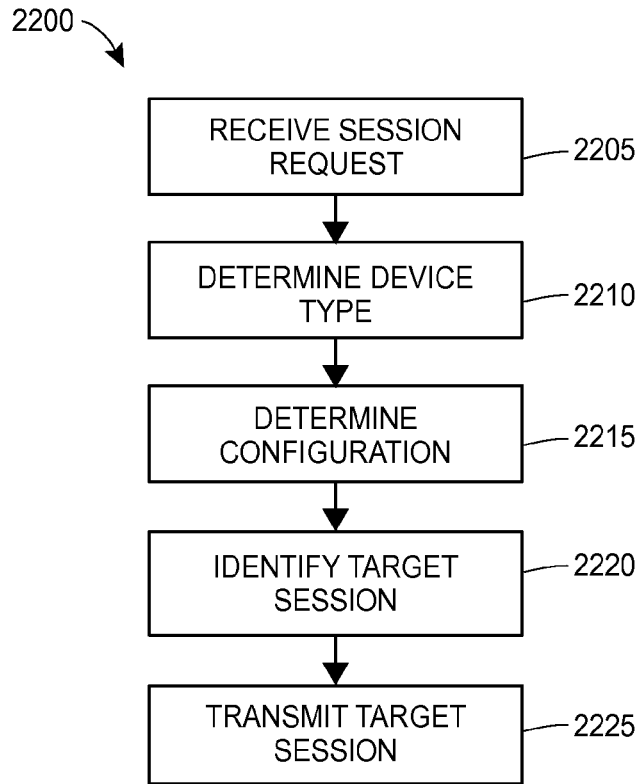 2200
RECEIVE SESSION
REQUEST
2205
DETERMINE DEVICE
TYPE
2210
DETERMINE
CONFIGURATION
2215
IDENTIFY TARGET
SESSION
2220
TRANSMIT TARGET
SESSION
2225